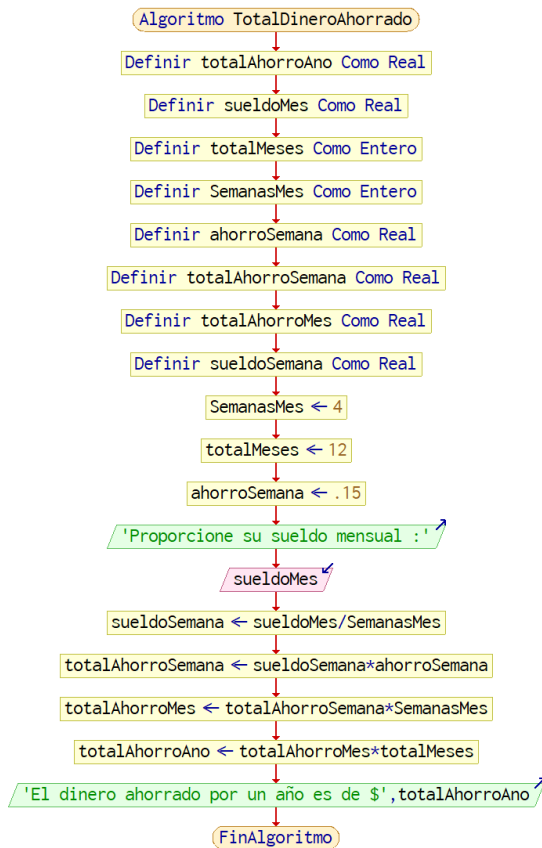 Algoritmo TotalDineroAhorrado
Definir totalAhorroAno Como Real
Definir sueldoMes Como Real
Definir totalMeses Como Entero
Definir SemanasMes Como Entero
Definir ahorroSemana Como Real
Definir totalAhorroSemana Como Real
Definir totalAhorroMes Como Real
Definir sueldoSemana Como Real
SemanasMes ← 4
totalMeses ← 12
ahorroSemana ← .15
'Proporcione su sueldo mensual :'
sueldoMes
sueldoSemana ← sueldoMes/SemanasMes
totalAhorroSemana ← sueldoSemana*ahorroSemana
totalAhorroMes ← totalAhorroSemana*SemanasMes
totalAhorroAno ← totalAhorroMes*totalMeses
'El dinero ahorrado por un año es de $',totalAhorroAno
FinAlgoritmo